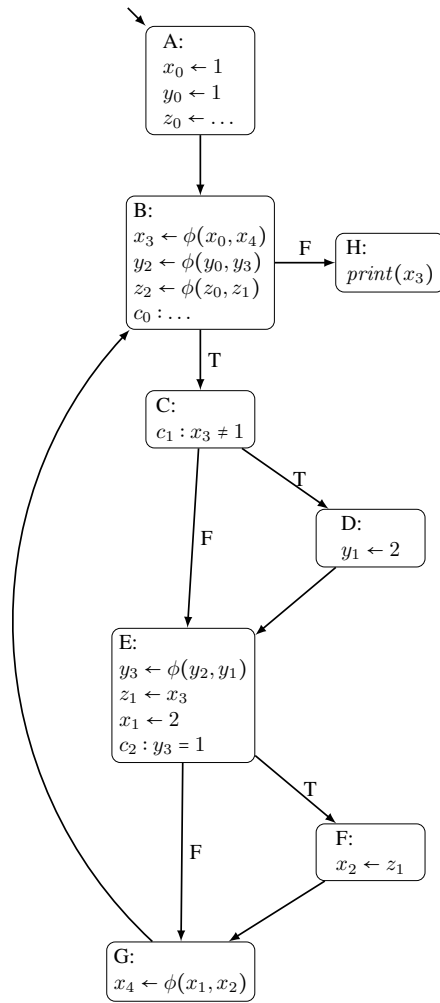 A:
x₀ ← 1
y₀ ← 1
z₀ ← …
B:
x₃ ← ϕ(x₀, x₄)
y₂ ← ϕ(y₀, y₃)
z₂ ← ϕ(z₀, z₁)
c₀ : …
F
H:
print(x₃)
T
C:
c₁ : x₃ ≠ 1
T
F
D:
y₁ ← 2
E:
y₃ ← ϕ(y₂, y₁)
z₁ ← x₃
x₁ ← 2
c₂ : y₃ = 1
T
F
F:
x₂ ← z₁
G:
x₄ ← ϕ(x₁, x₂)